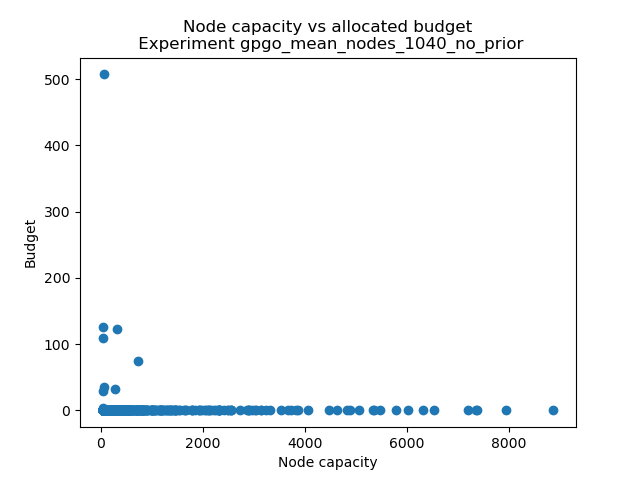 Node capacity vs allocated budget
Experiment gpgo_mean_nodes_1040_no_prior
500
400
300
200
100
0
Budget
0 2000 4000 6000 8000
Node capacity